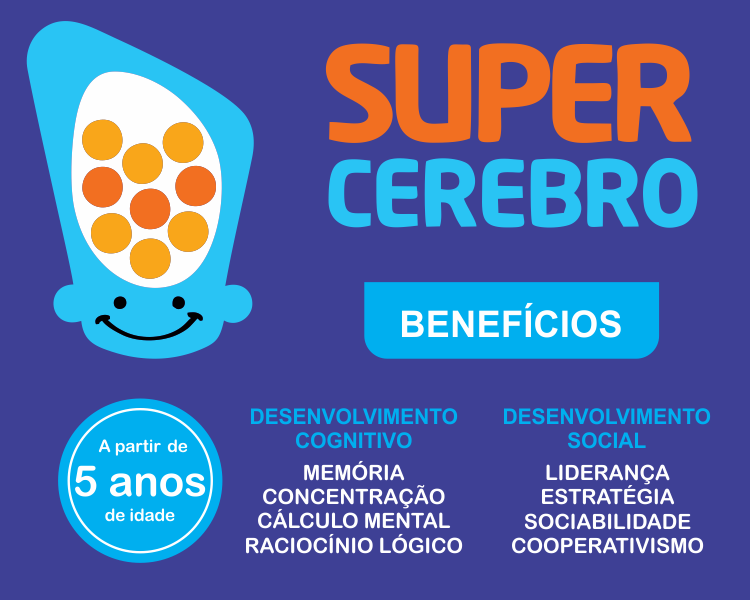 SUPER
CEREBRO
BENEFÍCIOS
A partir de
5 anos
de idade
DESENVOLVIMENTO
COGNITIVO
MEMÓRIA
CONCENTRAÇÃO
CÁLCULO MENTAL
RACIOCÍNIO LÓGICO
DESENVOLVIMENTO
SOCIAL
LIDERANÇA
ESTRATÉGIA
SOCIABILIDADE
COOPERATIVISMO